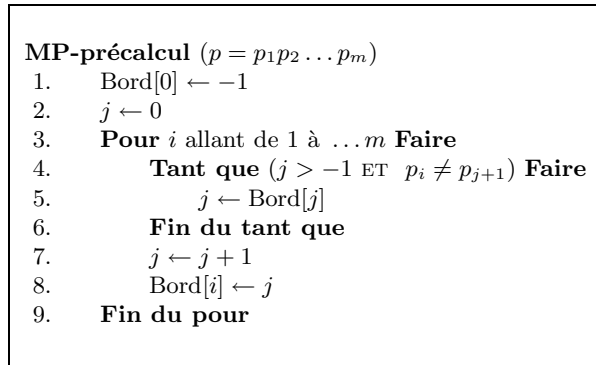 MP-précalcul (p = p₁p₂ … pₘ)
1. Bord[0] ← −1
2. j ← 0
3. Pour i allant de 1 à … m Faire
4. Tant que (j > −1 ET pᵢ ≠ pⱼ₊₁) Faire
5. j ← Bord[j]
6. Fin du tant que
7. j ← j + 1
8. Bord[i] ← j
9. Fin du pour